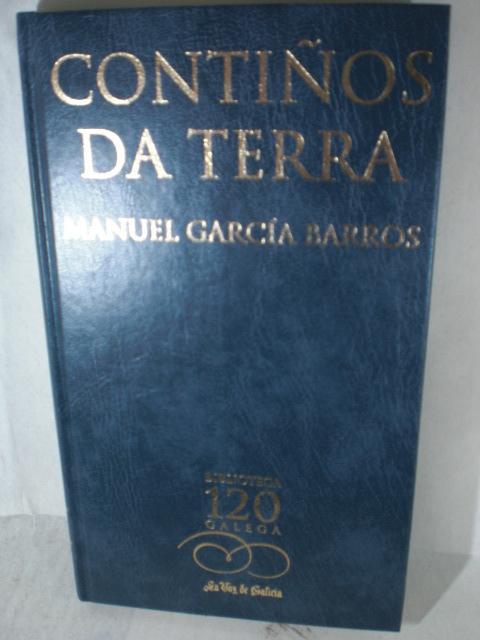 CONTIÑOS
DA TERRA
MANUEL GARCÍA BARROS
BIBLIOTECA
120
GALEGA
La Voz de Galicia